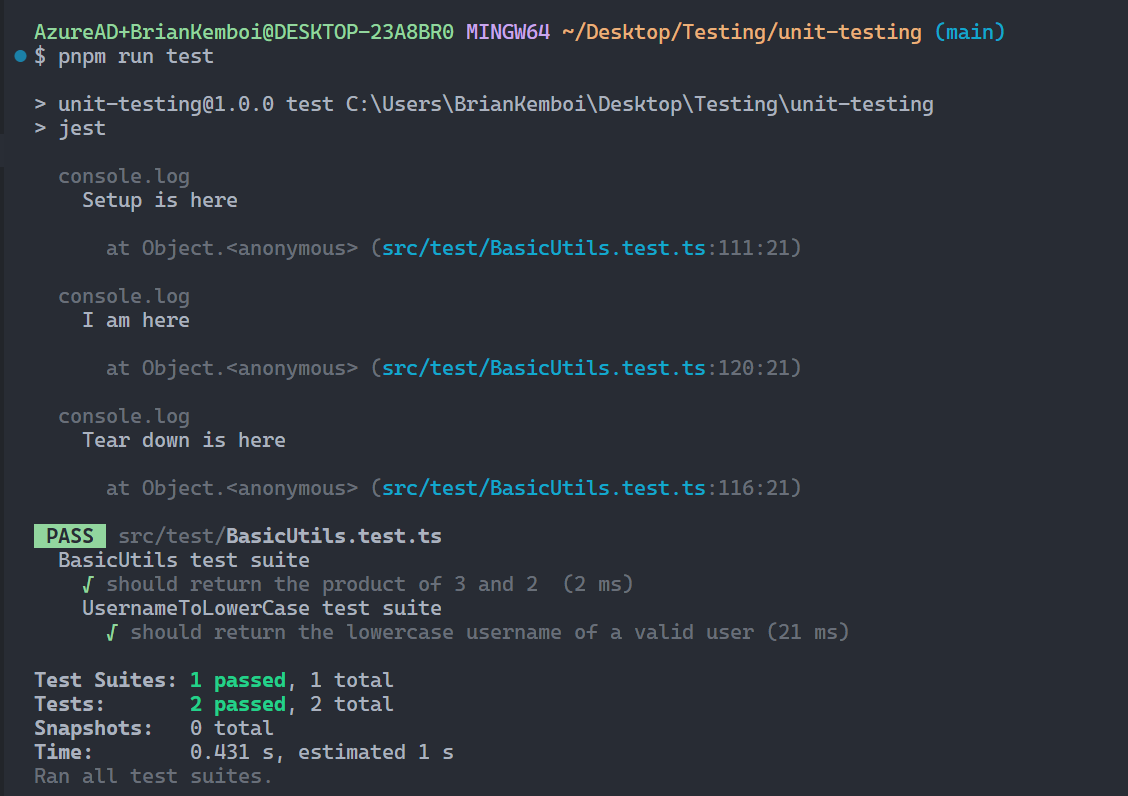 AzureAD+BrianKemboi@DESKTOP-23A8BR0 MINGW64 ~/Desktop/Testing/unit-testing (main)
$ pnpm run test
> unit-testing@1.0.0 test C:\Users\BrianKemboi\Desktop\Testing\unit-testing
> jest
console.log
Setup is here
at Object.<anonymous> (src/test/BasicUtils.test.ts:111:21)
console.log
I am here
at Object.<anonymous> (src/test/BasicUtils.test.ts:120:21)
console.log
Tear down is here
at Object.<anonymous> (src/test/BasicUtils.test.ts:116:21)
PASS src/test/BasicUtils.test.ts
BasicUtils test suite
√ should return the product of 3 and 2  (2 ms)
UsernameToLowerCase test suite
√ should return the lowercase username of a valid user (21 ms)
Test Suites: 1 passed, 1 total
Tests:       2 passed, 2 total
Snapshots:   0 total
Time:        0.431 s, estimated 1 s
Ran all test suites.